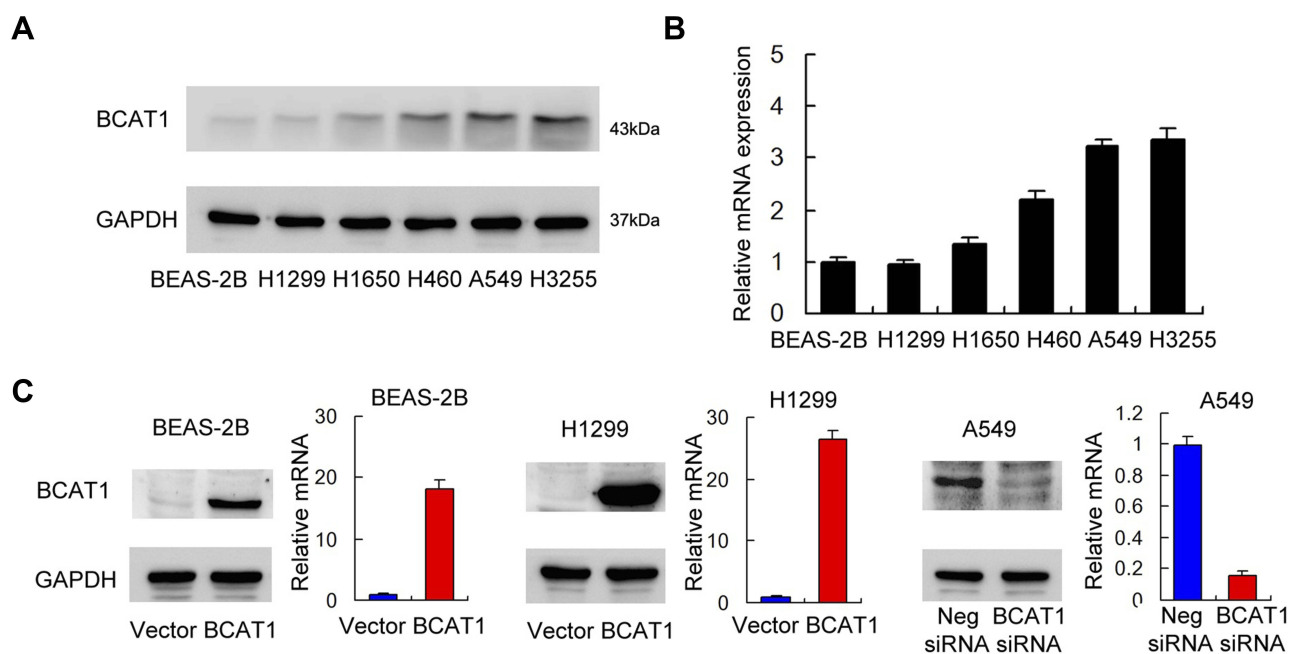 A
BCAT1
43kDa
GAPDH
37kDa
BEAS-2B H1299 H1650 H460 A549 H3255
B
Relative mRNA expression
5
4
3
2
1
0
BEAS-2B H1299 H1650 H460 A549 H3255
C
BEAS-2B
BCAT1
GAPDH
Vector BCAT1
BEAS-2B
Relative mRNA
30
20
10
0
Vector BCAT1
H1299
Vector BCAT1
H1299
Relative mRNA
30
20
10
0
Vector BCAT1
A549
Neg BCAT1
siRNA siRNA
A549
Relative mRNA
1.2
1
0.8
0.6
0.4
0.2
0
Neg BCAT1
siRNA siRNA